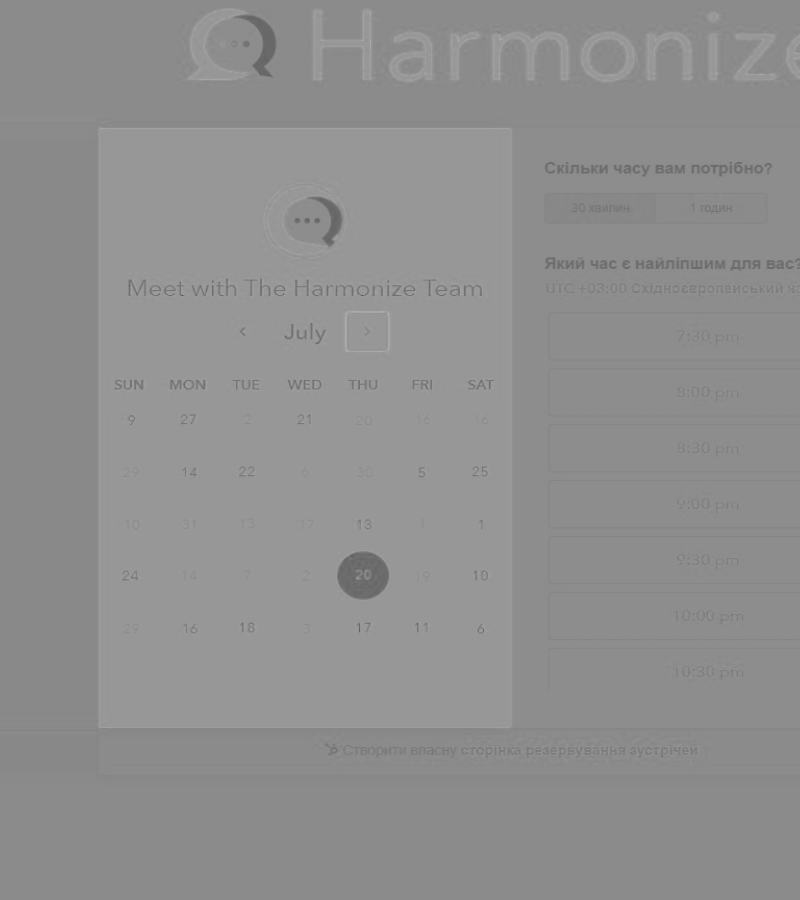 Harmonize
Meet with The Harmonize Team
July
SUN MON TUE WED THU FRI SAT
9 27 2 21 20 16 16
29 14 22 6 30 5 25
10 31 13 17 13 1 1
24 14 7 2 20 19 10
29 16 18 3 17 11 6
Скільки часу вам потрібно?
30 хвилин 1 годин
Який час є найліпшим для вас?
UTC +03:00 Східноєвропейський
7:30 pm
8:00 pm
8:30 pm
9:00 pm
9:30 pm
10:00 pm
10:30 pm
Створити власну сторінка резервування зустрічей